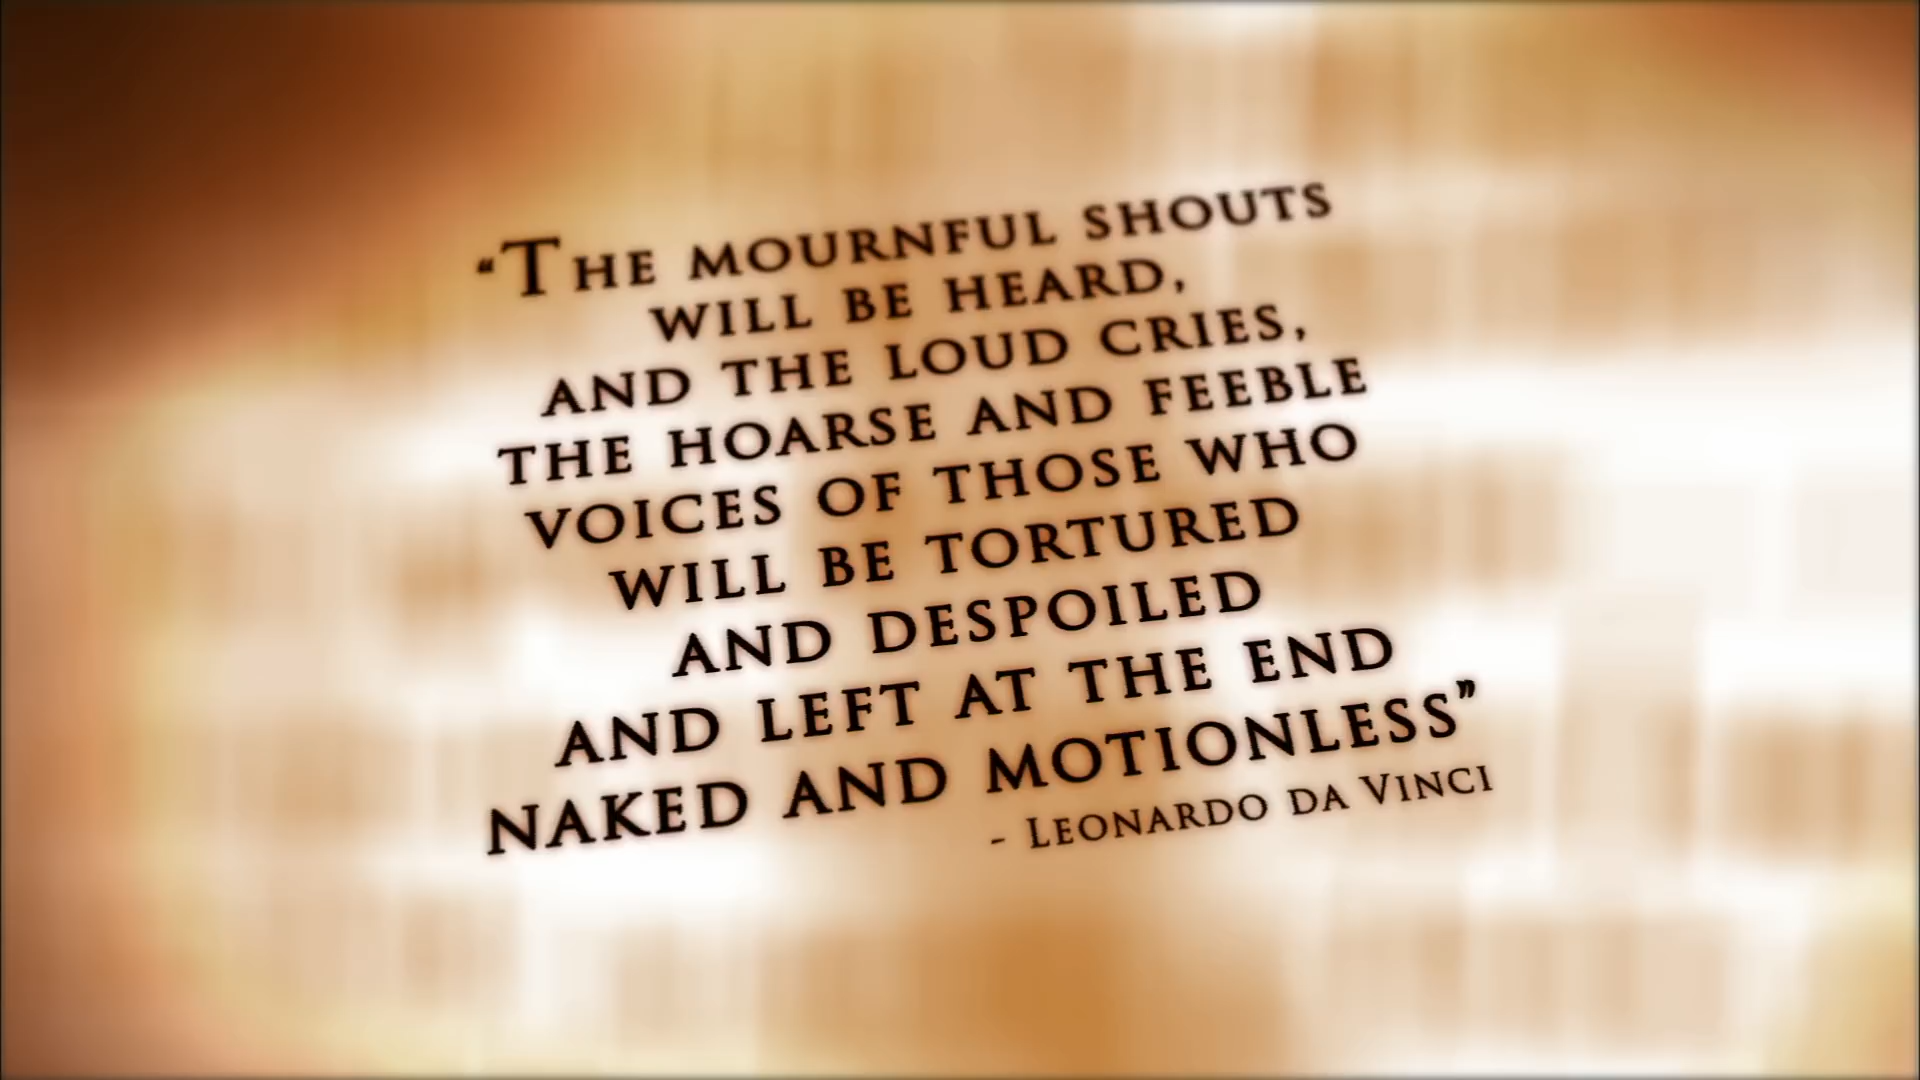 “The mournful shouts
will be heard,
and the loud cries,
the hoarse and feeble
voices of those who
will be tortured
and despoiled
and left at the end
naked and motionless”
- Leonardo da Vinci